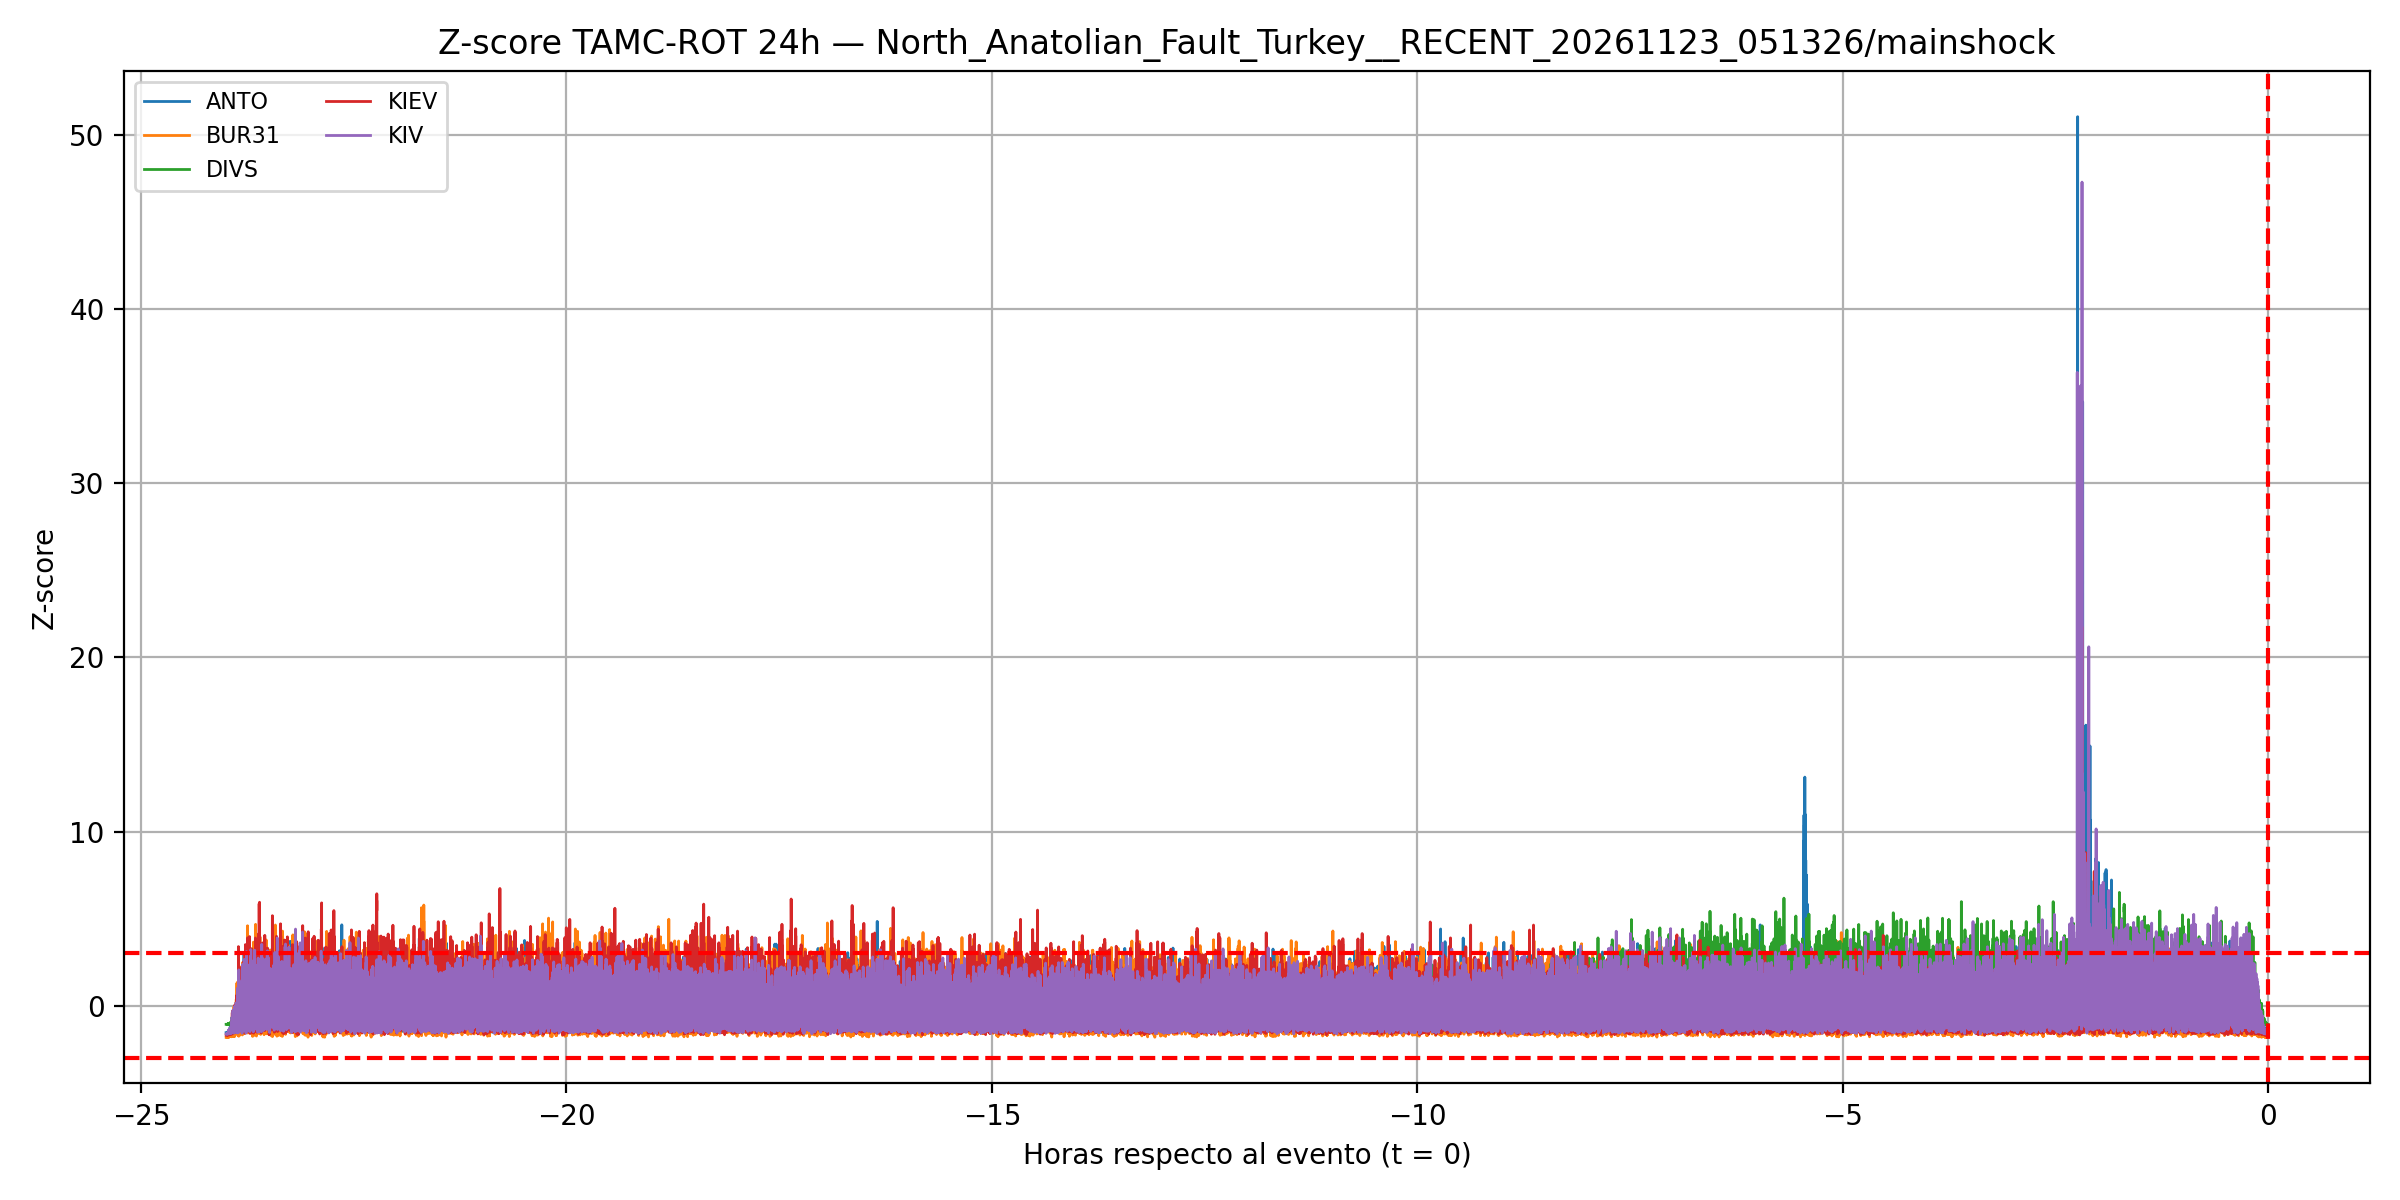 Z-score TAMC-ROT 24h — North_Anatolian_Fault_Turkey__RECENT_20261123_051326/mainshock
ANTO
BUR31
DIVS
KIEV
KIV
50
40
30
20
10
0
Z-score
−25
−20
−15
−10
−5
0
Horas respecto al evento (t = 0)